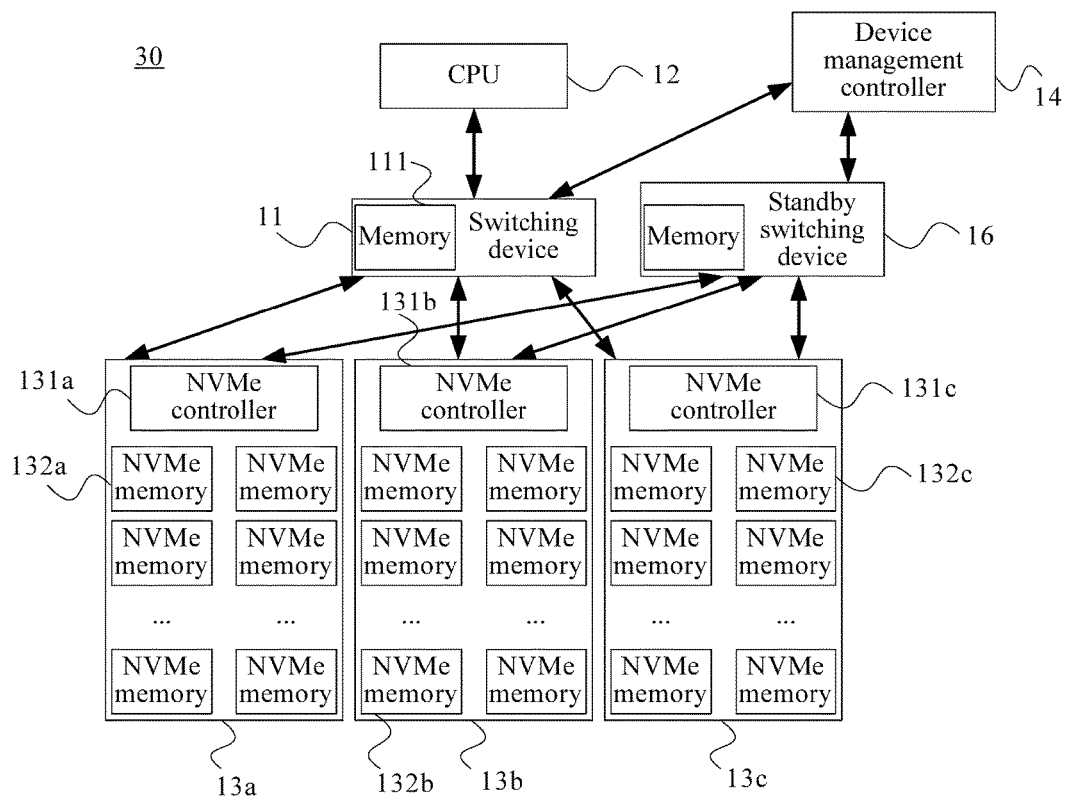 30
CPU
12
Device
management
controller
14
111
11
Memory
Switching
device
Memory
Standby
switching
device
16
131b
131a
NVMe
controller
NVMe
controller
NVMe
controller
131c
132a
NVMe
memory
NVMe
memory
NVMe
memory
NVMe
memory
NVMe
memory
NVMe
memory
132c
NVMe
memory
NVMe
memory
NVMe
memory
NVMe
memory
NVMe
memory
NVMe
memory
...
...
...
...
...
...
NVMe
memory
NVMe
memory
NVMe
memory
NVMe
memory
NVMe
memory
NVMe
memory
13a
132b
13b
13c